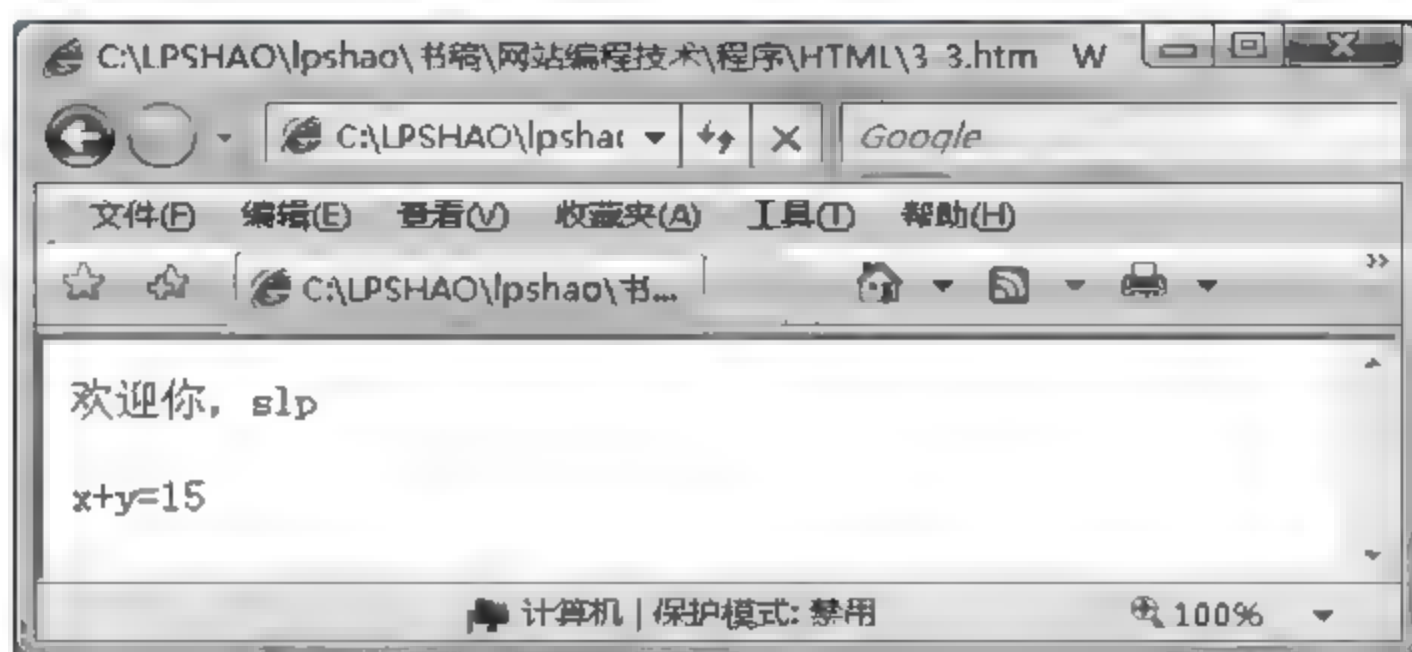 C:\LPSHAO\lpshao\书稿\网站编程技术\程序\HTML\3-3.htm W
C:\LPSHAO\lpshac Google
文件(F) 编辑(E) 查看(V) 收藏夹(A) 工具(T) 帮助(H)
C:\LPSHAO\lpshao\书... »
欢迎你, slp
x+y=15
计算机 | 保护模式: 禁用 100%